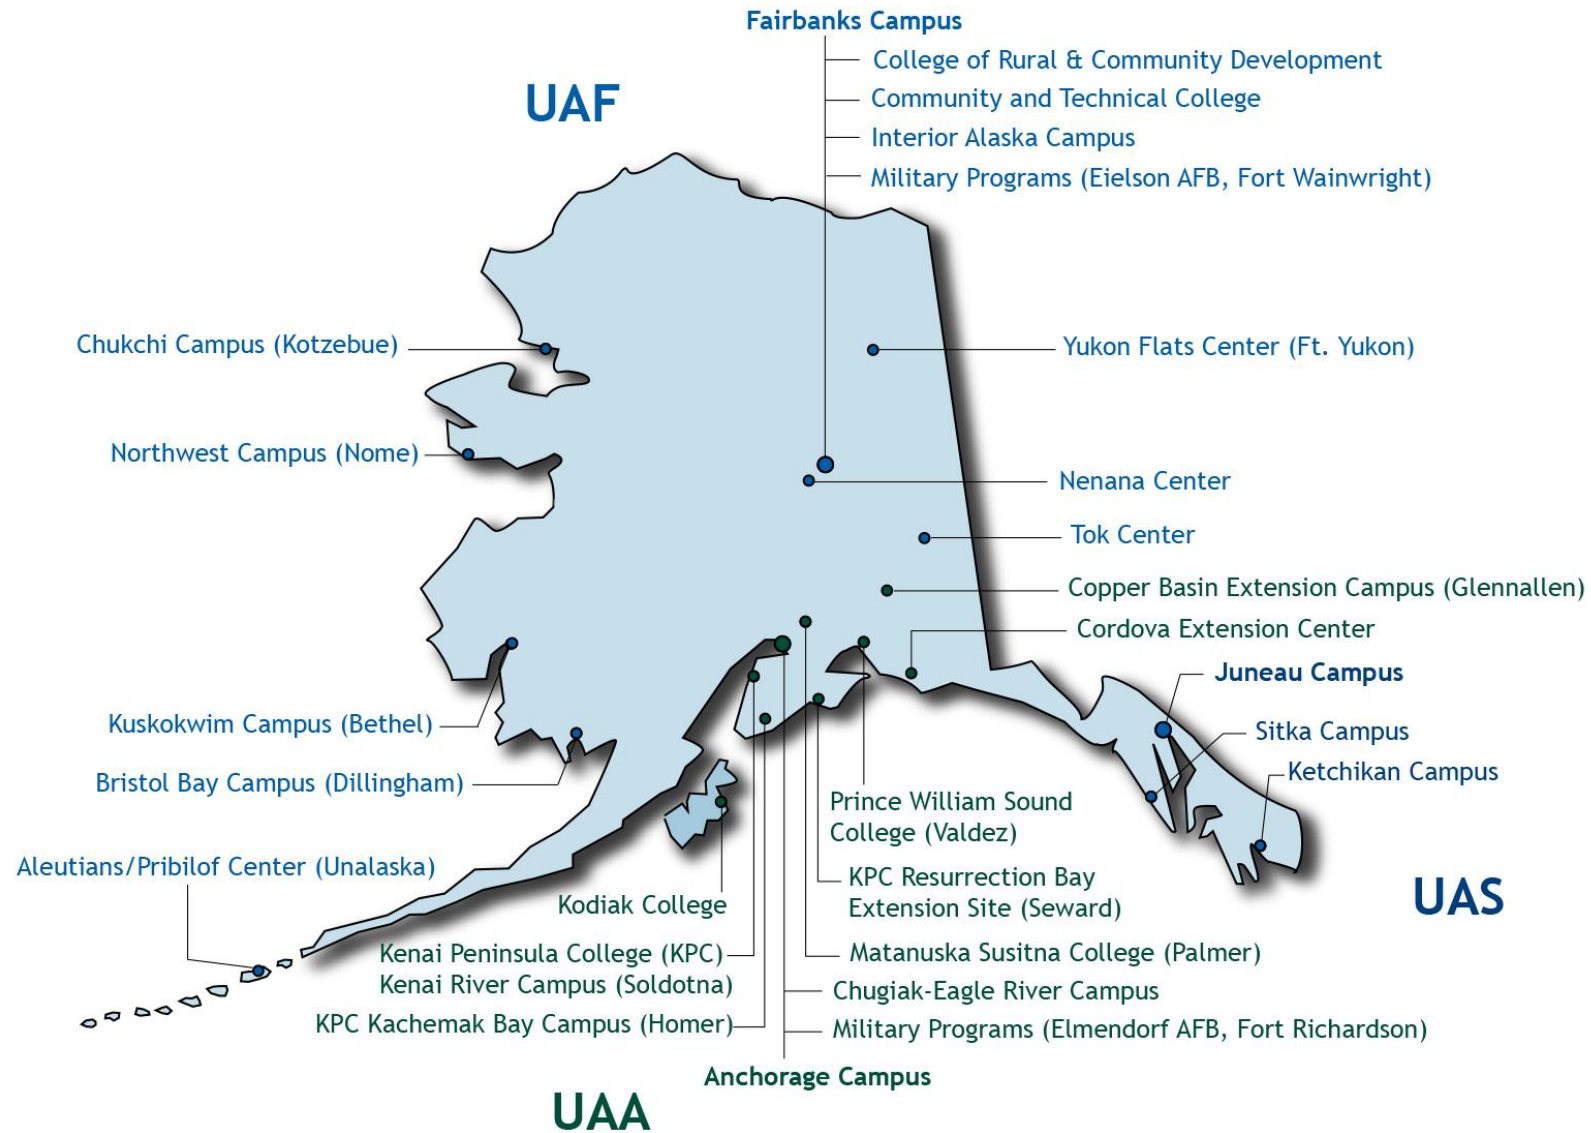 Fairbanks Campus
College of Rural & Community Development
UAF
Community and Technical College
Interior Alaska Campus
Military Programs (Eielson AFB, Fort Wainwright)
Chukchi Campus (Kotzebue)
Yukon Flats Center (Ft. Yukon)
Northwest Campus (Nome)
Nenana Center
Tok Center
Copper Basin Extension Campus (Glennallen)
Cordova Extension Center
Juneau Campus
Kuskokwim Campus (Bethel)
Sitka Campus
Ketchikan Campus
Bristol Bay Campus (Dillingham)
Prince William Sound
College (Valdez)
Aleutians/Pribilof Center (Unalaska)
KPC Resurrection Bay
Extension Site (Seward)
UAS
Kodiak College
Kenai Peninsula College (KPC)
Kenai River Campus (Soldotna)
Matanuska Susitna College (Palmer)
Chugiak-Eagle River Campus
KPC Kachemak Bay Campus (Homer)
Military Programs (Elmendorf AFB, Fort Richardson)
Anchorage Campus
UAA